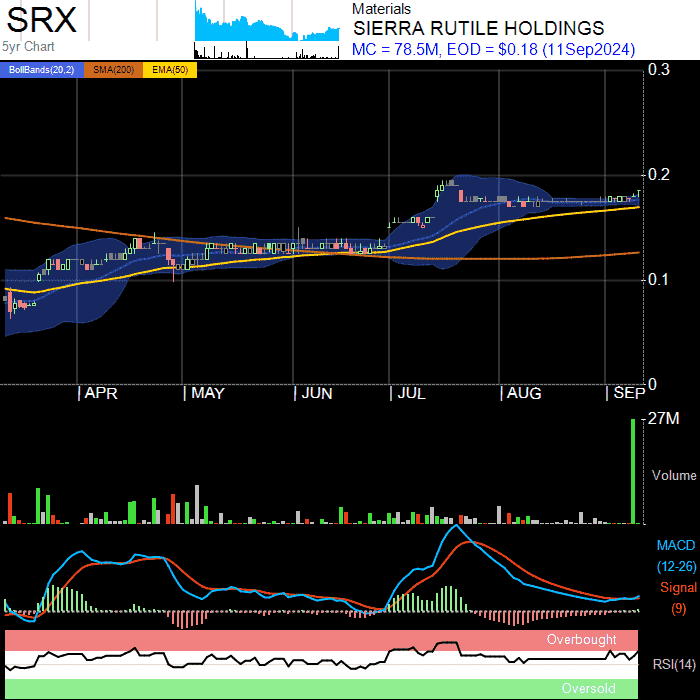 SRX
5yr Chart
Materials
SIERRA RUTILE HOLDINGS
MC = 78.5M, EOD = $0.18 (11Sep2024)
BollBands(20,2) SMA(200) EMA(50)
0.3
0.2
0.1
0
APR MAY JUN JUL AUG SEP
27M
Volume
MACD
(12-26)
Signal
(9)
Overbought
RSI(14)
Oversold